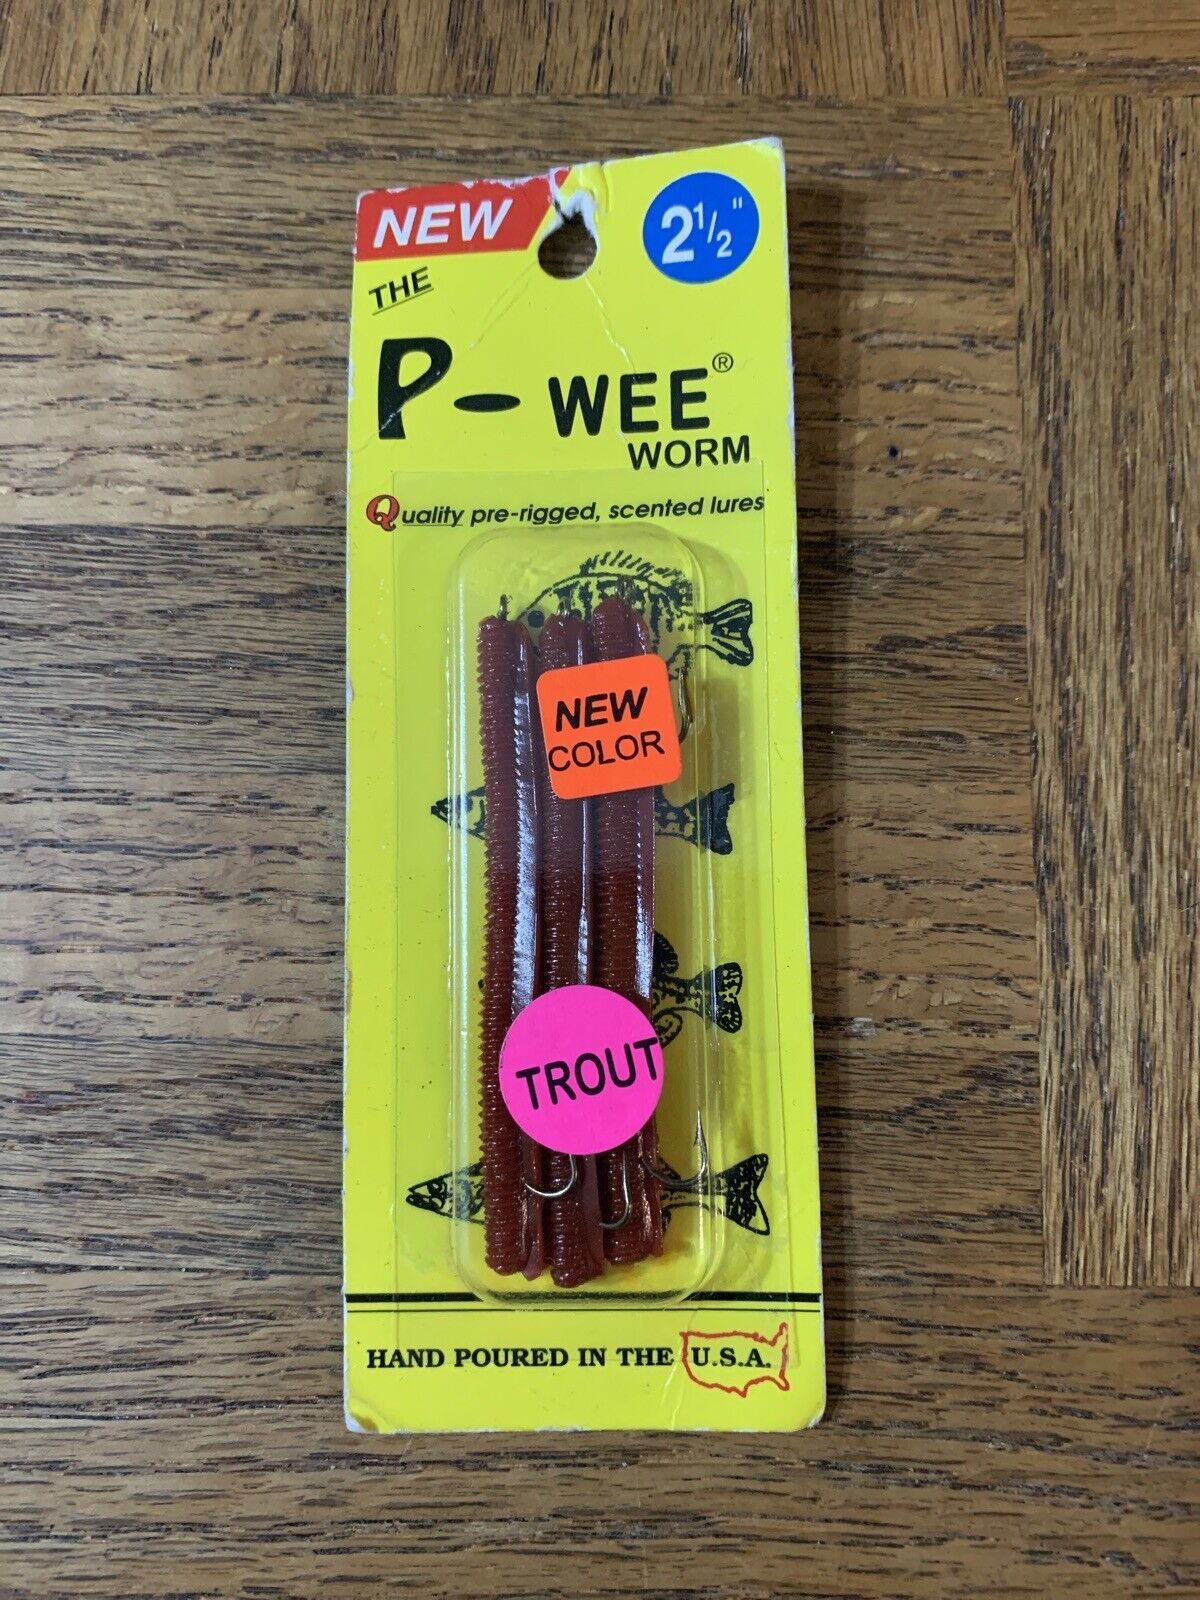 NEW
2 1/2"
THE
P-WEE®
WORM
Quality pre-rigged, scented lures
NEW
COLOR
TROUT
HAND POURED IN THE U.S.A.